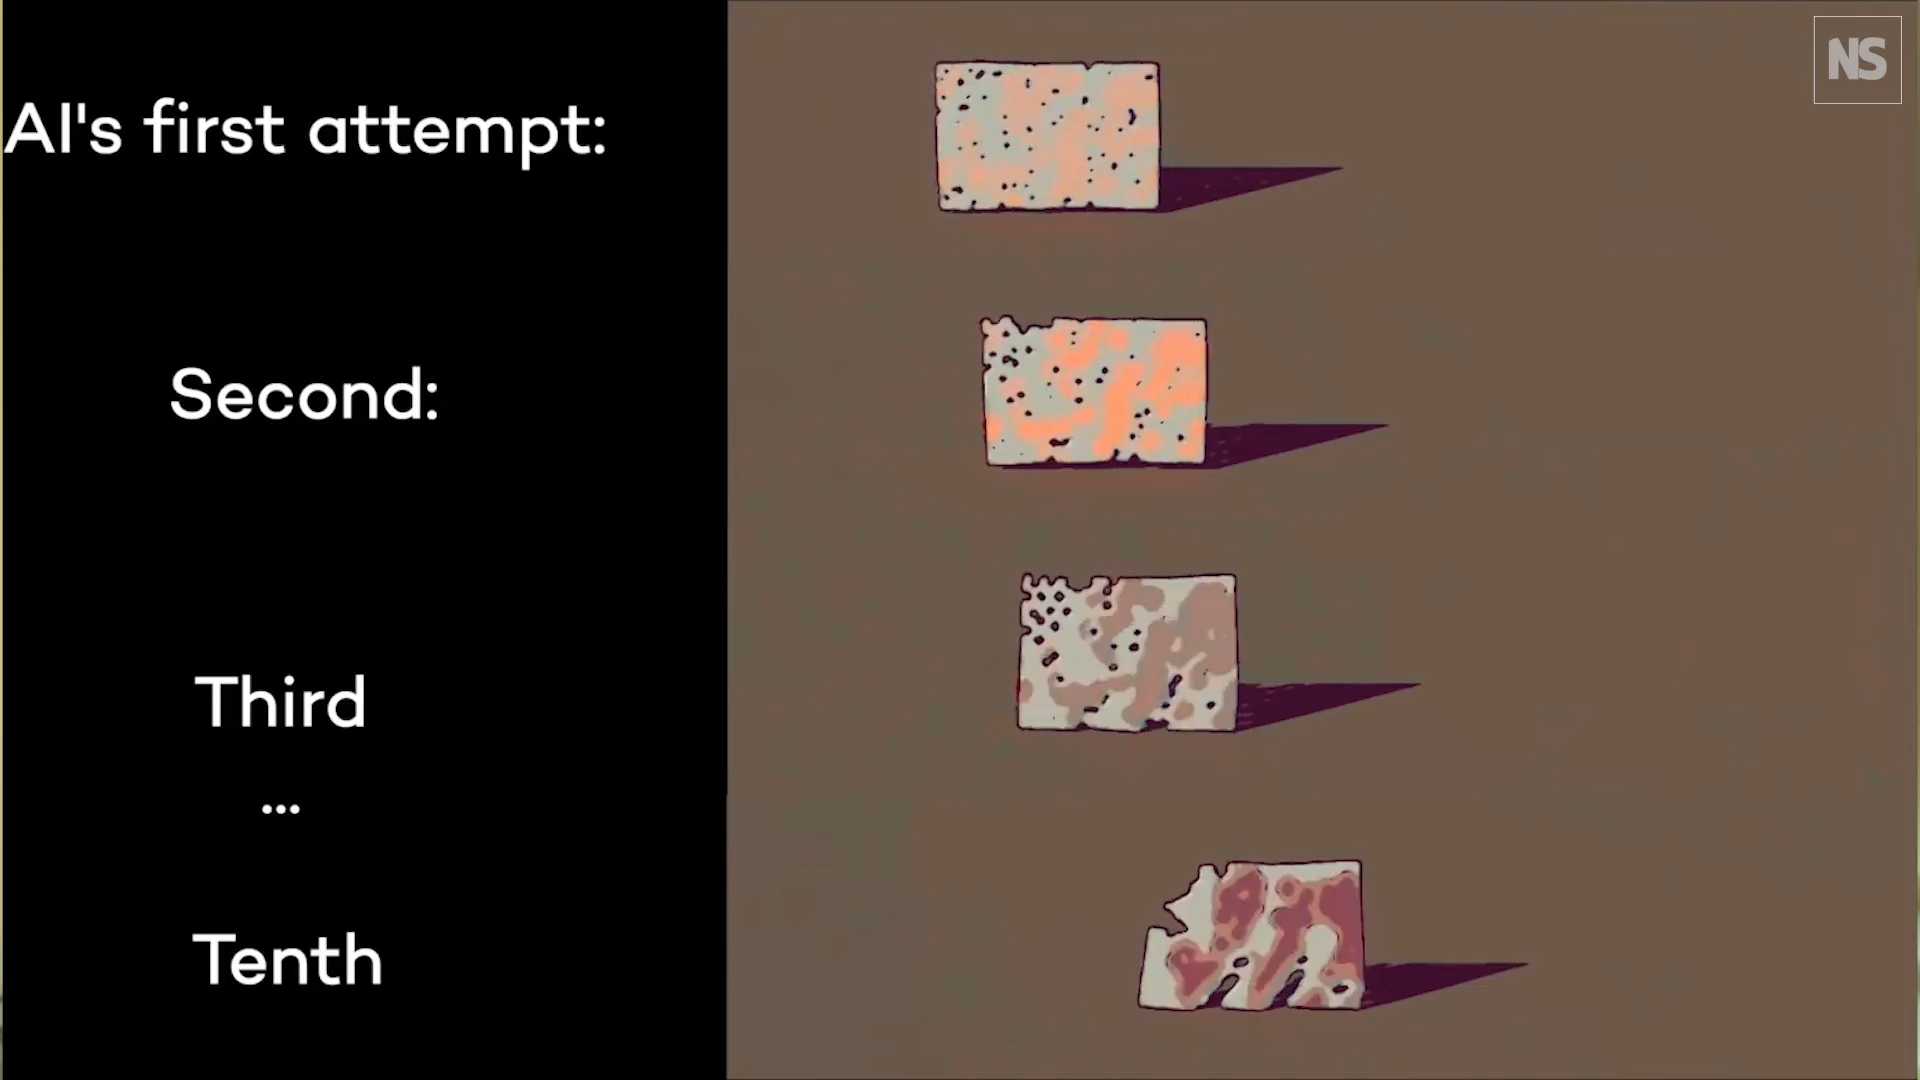 NS
AI's first attempt:
Second:
Third
...
Tenth